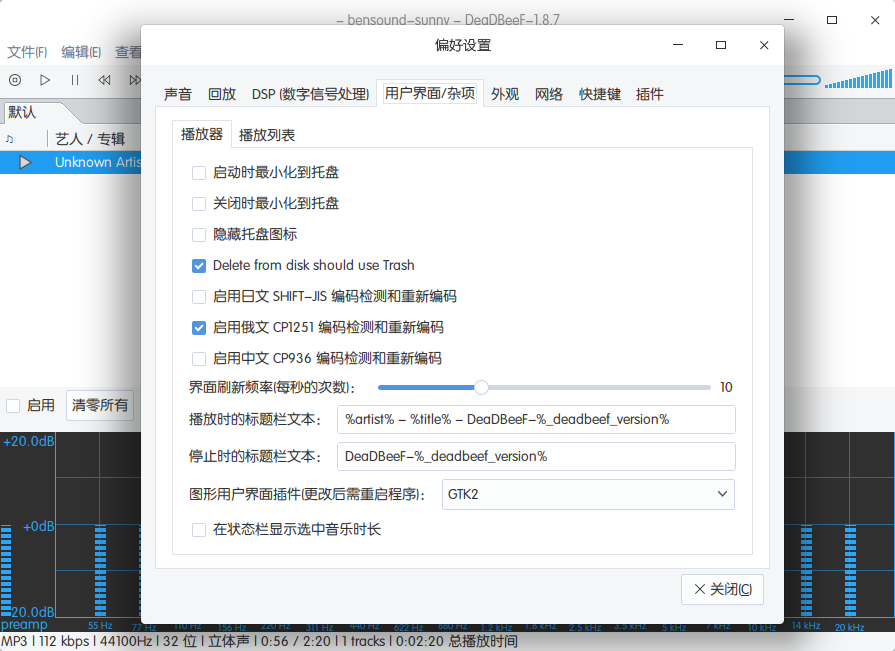 – bensound-sunny – DeaDBeeF-1.8.7
文件(F) 编辑(E) 查看
偏好设置
声音 回放 DSP (数字信号处理) 用户界面/杂项 外观 网络 快捷键 插件
默认
播放器 播放列表
♫ 艺人 / 专辑
Unknown Artis
启动时最小化到托盘
关闭时最小化到托盘
隐藏托盘图标
Delete from disk should use Trash
启用日文 SHIFT-JIS 编码检测和重新编码
启用俄文 CP1251 编码检测和重新编码
启用中文 CP936 编码检测和重新编码
界面刷新频率(每秒的次数)： 10
启用 清零所有
播放时的标题栏文本： %artist% - %title% - DeaDBeeF-%_deadbeef_version%
停止时的标题栏文本： DeaDBeeF-%_deadbeef_version%
图形用户界面插件(更改后需重启程序)： GTK2
在状态栏显示选中音乐时长
关闭(C)
+20.0dB
+0dB
20.0dB
preamp 55 Hz 77 Hz 110 Hz 156 Hz 220 Hz 311 Hz 440 Hz 622 Hz 880 Hz 1.2 kHz 1.8 kHz 2.5 kHz 3.5 kHz 5 kHz 7 kHz 10 kHz 14 kHz 20 kHz
MP3 | 112 kbps | 44100Hz | 32 位 | 立体声 | 0:56 / 2:20 | 1 tracks | 0:02:20 总播放时间